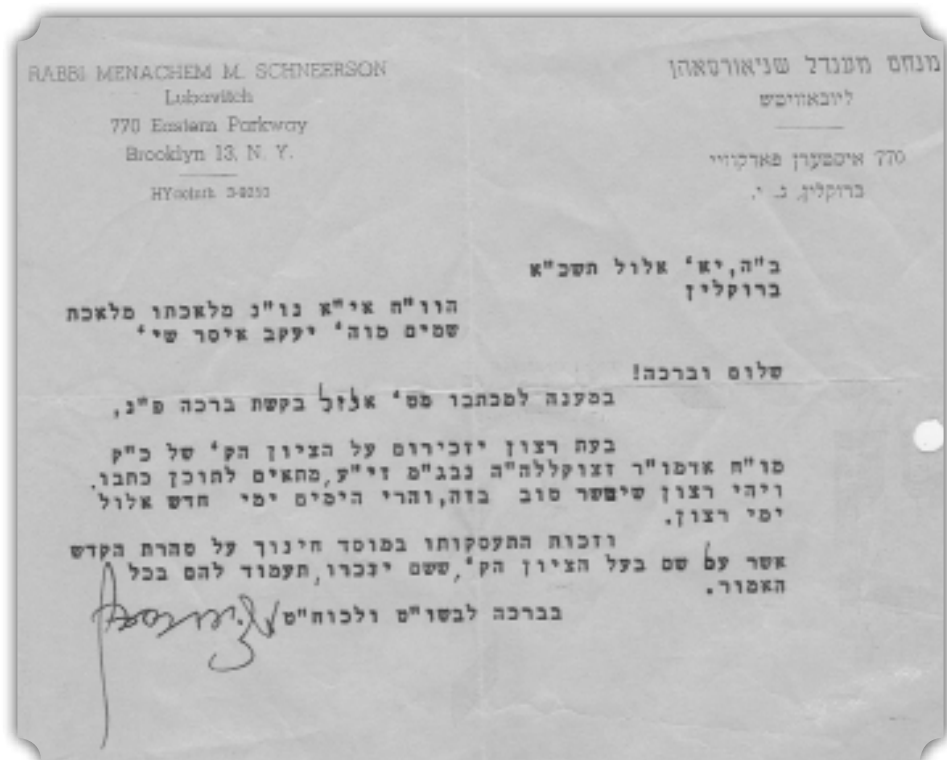 RABBI MENACHEM M. SCHNEERSON
Lubavitch
770 Eastern Parkway
Brooklyn 13, N. Y.
HYacinth 3-9250
מנחם מענדל שניאורסאהן
ליובאוויטש
770 איסטערן פארקוויי
ברוקלין, נ. י.
ב"ה, יא' אלול תשכ"א
ברוקלין
הוו"ח אי"א נו"נ מלאכתו מלאכת
שמים מוה' יעקב איסר שי'
שלום וברכה!
במענה למכתבו מט' אלול בקשת ברכה פ"נ,
בעת רצון יזכירום על הציון הק' של כ"ק
מו"ח אדמו"ר זצוקללה"ה נבג"מ זי"ע, מתאים לתוכן כתבו.
ויהי רצון שיבשר טוב בזה, והרי הימים ימי חדש אלול
ימי רצון.
וזכות התעסקותו במוסד חינוך על טהרת הקדש
אשר על שם בעל הציון הק', ששם יזכרו, תעמוד להם בכל
האמור.
בברכה לבשו"ט ולכוח"ט